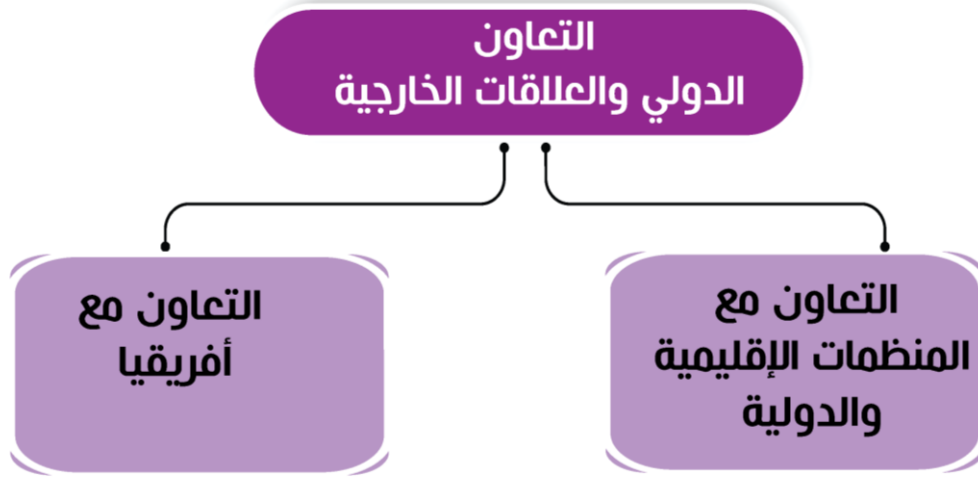 التعاون
الدولي والعلاقات الخارجية
التعاون مع
المنظمات الإقليمية
والدولية
التعاون مع
أفريقيا